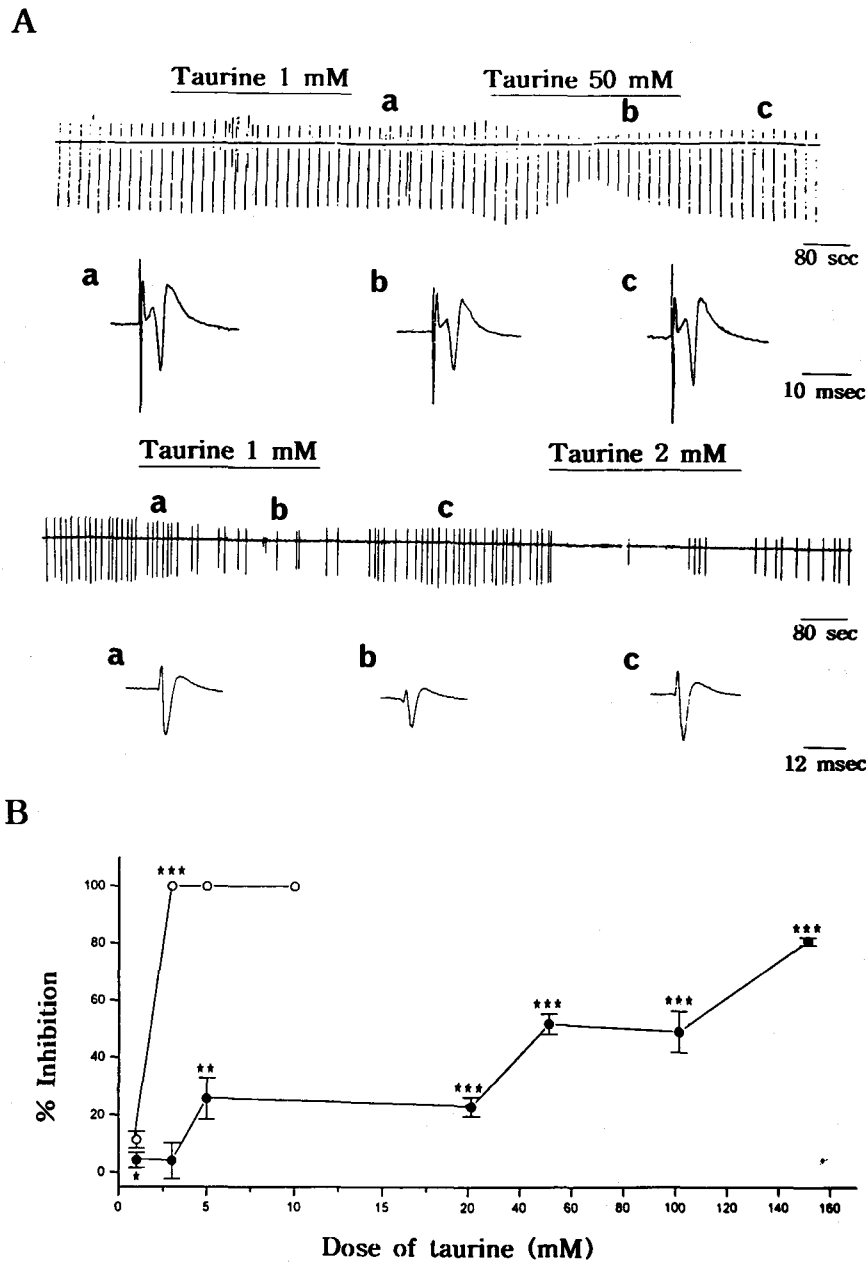 A
Taurine 1 mM
Taurine 50 mM
a
b
c
80 sec
a
b
c
10 msec
Taurine 1 mM
Taurine 2 mM
a
b
c
80 sec
a
b
c
12 msec
B
% Inhibition
100
80
60
40
20
0
***
**
*
***
***
***
***
0
5
10
15
20
40
60
80
100
120
140
160
Dose of taurine (mM)